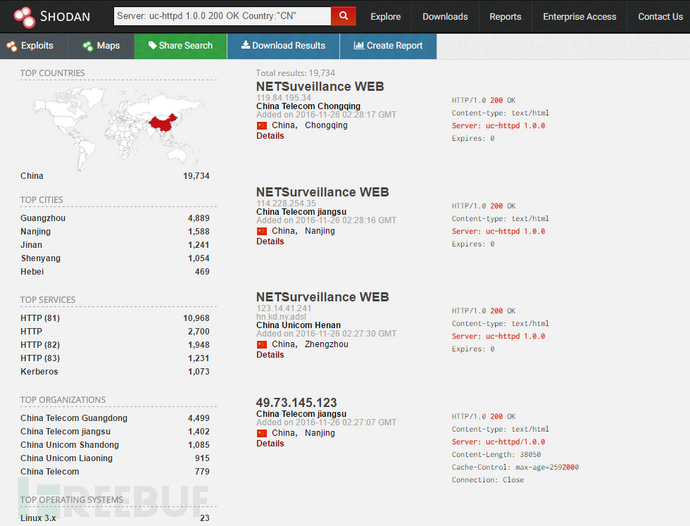 SHODAN
Server: uc-httpd 1.0.0 200 OK Country:"CN"
Explore
Downloads
Reports
Enterprise Access
Contact Us
Exploits
Maps
Share Search
Download Results
Create Report
TOP COUNTRIES
China 19,734
TOP CITIES
Guangzhou 4,889
Nanjing 1,588
Jinan 1,241
Shenyang 1,054
Hebei 469
TOP SERVICES
HTTP (81) 10,968
HTTP 2,700
HTTP (82) 1,948
HTTP (83) 1,231
Kerberos 1,073
TOP ORGANIZATIONS
China Telecom Guangdong 4,499
China Telecom jiangsu 1,402
China Unicom Shandong 1,085
China Unicom Liaoning 915
China Telecom 779
TOP OPERATING SYSTEMS
Linux 3.x 23
Total results: 19,734
NETSuveillance WEB
119.84.195.34
China Telecom Chongqing
Added on 2016-11-26 02:28:17 GMT
China, Chongqing
Details
HTTP/1.0 200 OK
Content-type: text/html
Server: uc-httpd 1.0.0
Expires: 0
NETSurveillance WEB
114.228.254.35
China Telecom jiangsu
Added on 2016-11-26 02:28:16 GMT
China, Nanjing
Details
HTTP/1.0 200 OK
Content-type: text/html
Server: uc-httpd 1.0.0
Expires: 0
NETSurveillance WEB
123.14.41.241
hn.kd.ny.adsl
China Unicom Henan
Added on 2016-11-26 02:27:30 GMT
China, Zhengzhou
Details
HTTP/1.0 200 OK
Content-type: text/html
Server: uc-httpd 1.0.0
Expires: 0
49.73.145.123
China Telecom jiangsu
Added on 2016-11-26 02:27:07 GMT
China, Nanjing
Details
HTTP/1.0 200 OK
Content-type: text/html
Server: uc-httpd/1.0.0
Content-Length: 38050
Cache-Control: max-age=2592000
Connection: Close
REEBUF